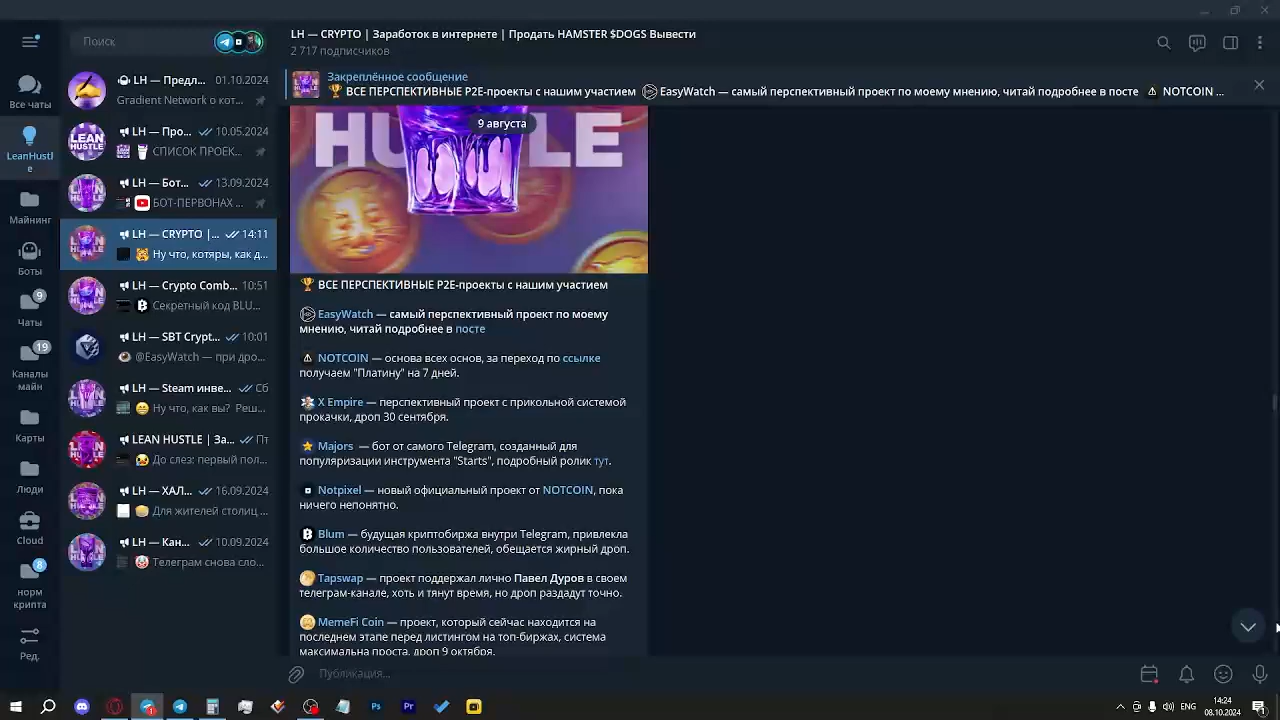 LH — CRYPTO | Заработок в интернете | Продать HAMSTER $DOGS Вывести
2 717 подписчиков
Поиск
Закреплённое сообщение
🏆 ВСЕ ПЕРСПЕКТИВНЫЕ P2E-проекты с нашим участием EasyWatch — самый перспективный проект по моему мнению, читай подробнее в посте NOTCOIN ...
Все чаты
LeanHustl
e
Майнинг
Боты
9
Чаты
19
Каналы
майн
Карты
Люди
Cloud
8
норм
крипта
Ред.
LH — Предл... 01.10.2024
Gradient Network о кот...
LH — Про... 10.05.2024
СПИСОК ПРОЕК...
LH — Бот... 13.09.2024
БОТ-ПЕРВОНАХ ...
LH — CRYPTO |... 14:11
Ну что, котяры, как д...
LH — Crypto Comb... 10:51
Секретный код BLU...
LH — SBT Crypt... 10:01
@EasyWatch — при дро...
LH — Steam инве... Сб
Ну что, как вы? Реш...
LEAN HUSTLE | За... Пт
До слез: первый пол...
LH — ХАЛ... 16.09.2024
Для жителей столиц ...
LH — Кан... 10.09.2024
Телеграм снова сло...
LEAN
HUSTLE
9 августа
HU LE
🏆 ВСЕ ПЕРСПЕКТИВНЫЕ P2E-проекты с нашим участием
EasyWatch — самый перспективный проект по моему
мнению, читай подробнее в посте
NOTCOIN — основа всех основ, за переход по ссылке
получаем "Платину" на 7 дней.
X Empire — перспективный проект с прикольной системой
прокачки, дроп 30 сентября.
Majors — бот от самого Telegram, созданный для
популяризации инструмента "Starts", подробный ролик тут.
Notpixel — новый официальный проект от NOTCOIN, пока
ничего непонятно.
Blum — будущая криптобиржа внутри Telegram, привлекла
большое количество пользователей, обещается жирный дроп.
Tapswap — проект поддержал лично Павел Дуров в своем
телеграм-канале, хоть и тянут время, но дроп раздадут точно.
MemeFi Coin — проект, который сейчас находится на
последнем этапе перед листингом на топ-биржах, система
максимальна проста, дроп 9 октября.
Публикация...
Ps
Pr
ENG
14:24
08.10.2024